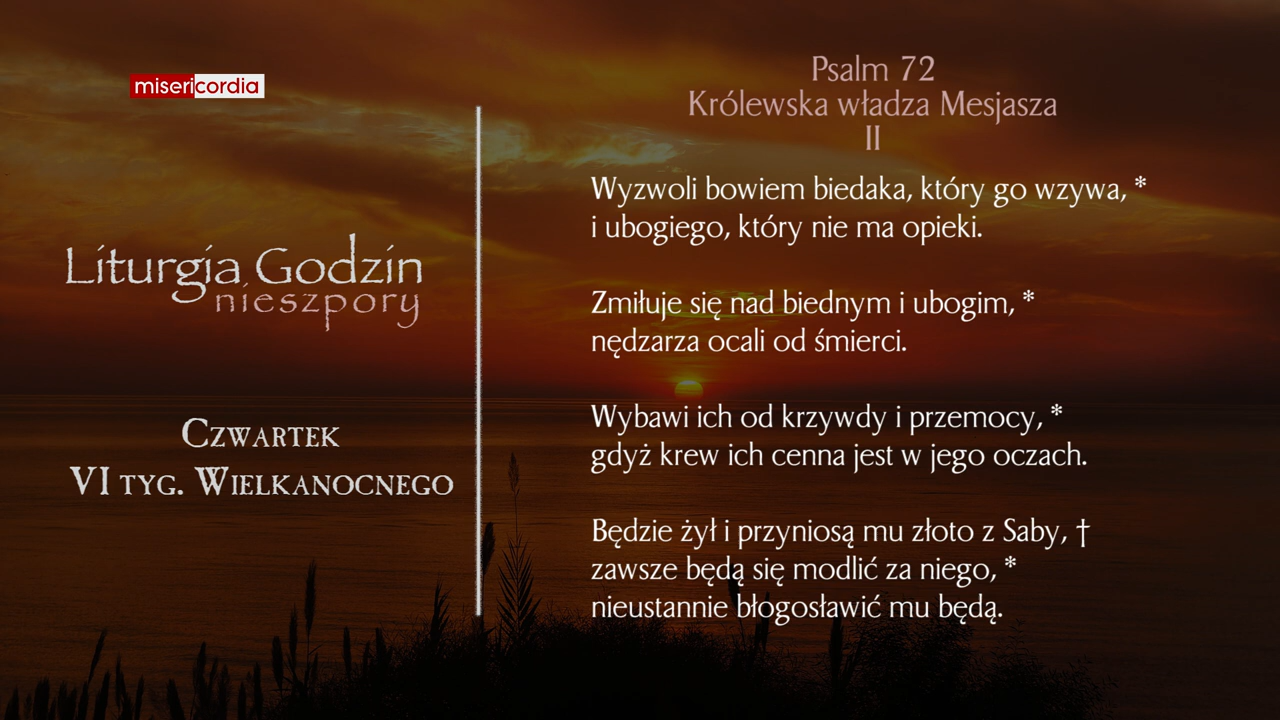 misericordia
Liturgia Godzin
nieszpory
Czwartek
VI tyg. Wielkanocnego
Psalm 72
Królewska władza Mesjasza
II
Wyzwoli bowiem biedaka, który go wzywa, *
i ubogiego, który nie ma opieki.
Zmiłuje się nad biednym i ubogim, *
nędzarza ocali od śmierci.
Wybawi ich od krzywdy i przemocy, *
gdyż krew ich cenna jest w jego oczach.
Będzie żył i przyniosą mu złoto z Saby, †
zawsze będą się modlić za niego, *
nieustannie błogosławić mu będą.